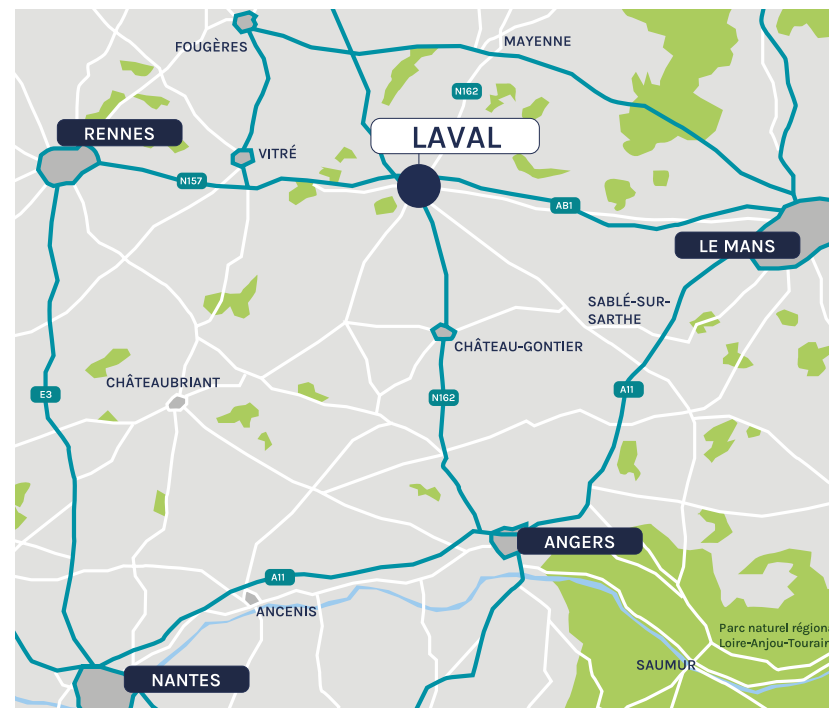 FOUGÈRES
MAYENNE
N162
RENNES
LAVAL
VITRÉ
N157
AB1
LE MANS
SABLÉ-SUR-
SARTHE
CHÂTEAU-GONTIER
CHÂTEAUBRIANT
E3
N162
A11
ANGERS
A11
ANCENIS
Parc naturel régiona
Loire-Anjou-Tourain
SAUMUR
NANTES